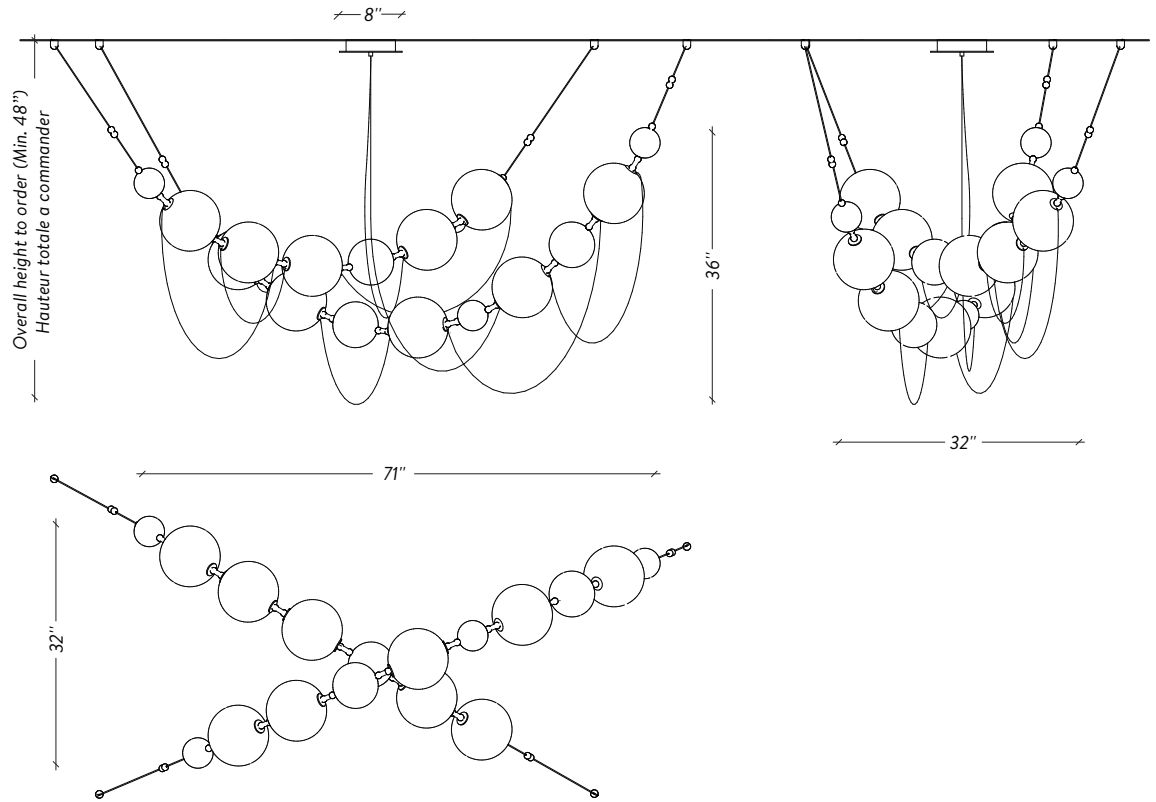 8"
Overall height to order (Min. 48")
Hauteur totale a commander
36"
32"
71"
32"